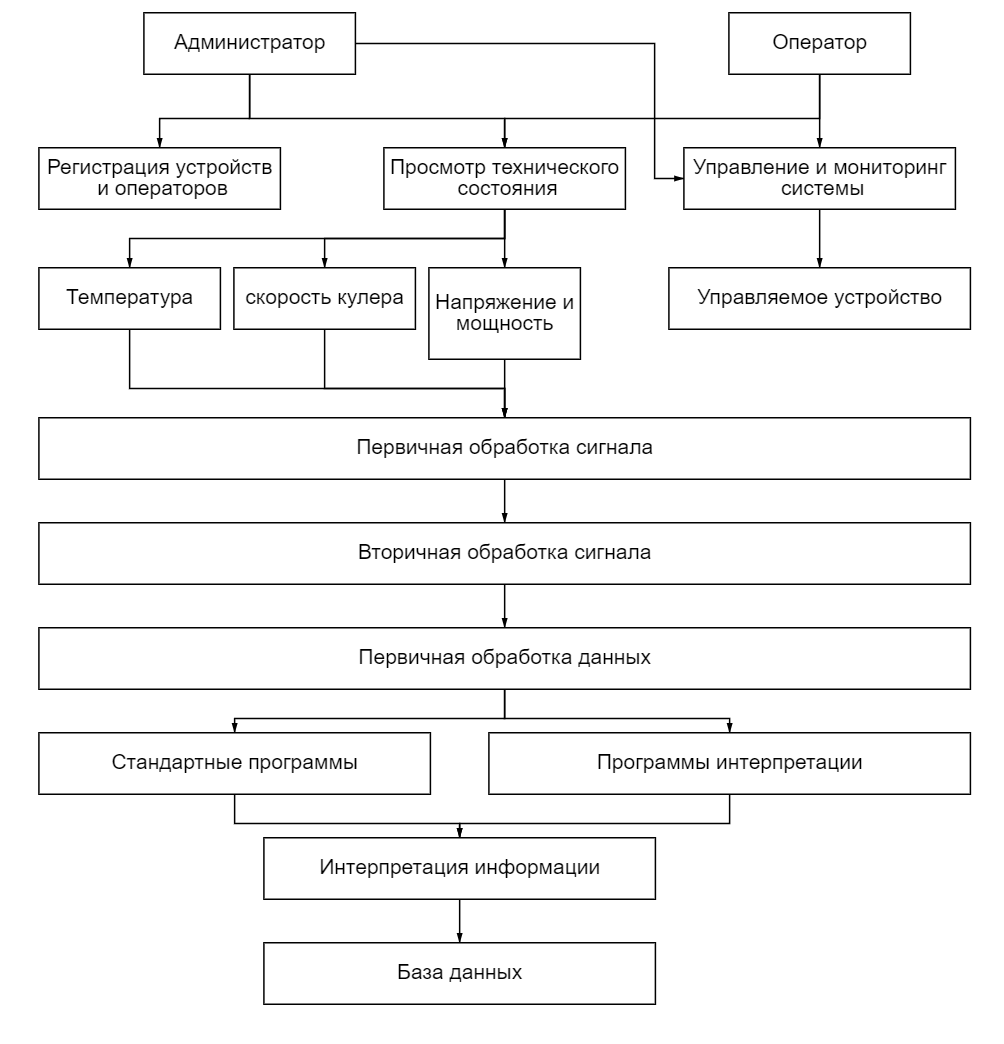 Администратор
Оператор
Регистрация устройств
и операторов
Просмотр технического
состояния
Управление и мониторинг
системы
Температура
скорость кулера
Напряжение и
мощность
Управляемое устройство
Первичная обработка сигнала
Вторичная обработка сигнала
Первичная обработка данных
Стандартные программы
Программы интерпретации
Интерпретация информации
База данных